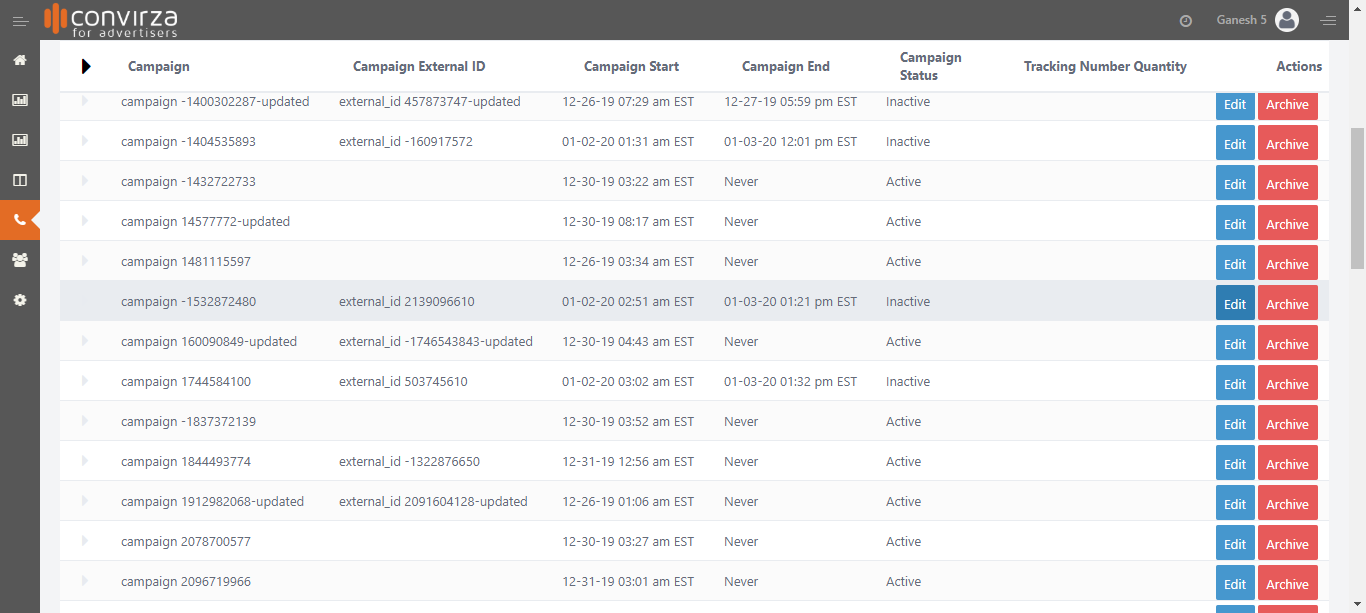 convirza
for advertisers
Ganesh 5
Campaign Campaign External ID Campaign Start Campaign End Campaign Status Tracking Number Quantity Actions
campaign -1400302287-updated external_id 457873747-updated 12-26-19 07:29 am EST 12-27-19 05:59 pm EST Inactive Edit Archive
campaign -1404535893 external_id -160917572 01-02-20 01:31 am EST 01-03-20 12:01 pm EST Inactive Edit Archive
campaign -1432722733 12-30-19 03:22 am EST Never Active Edit Archive
campaign 14577772-updated 12-30-19 08:17 am EST Never Active Edit Archive
campaign 1481115597 12-26-19 03:34 am EST Never Active Edit Archive
campaign -1532872480 external_id 2139096610 01-02-20 02:51 am EST 01-03-20 01:21 pm EST Inactive Edit Archive
campaign 160090849-updated external_id -1746543843-updated 12-30-19 04:43 am EST Never Active Edit Archive
campaign 1744584100 external_id 503745610 01-02-20 03:02 am EST 01-03-20 01:32 pm EST Inactive Edit Archive
campaign -1837372139 12-30-19 03:52 am EST Never Active Edit Archive
campaign 1844493774 external_id -1322876650 12-31-19 12:56 am EST Never Active Edit Archive
campaign 1912982068-updated external_id 2091604128-updated 12-26-19 01:06 am EST Never Active Edit Archive
campaign 2078700577 12-30-19 03:27 am EST Never Active Edit Archive
campaign 2096719966 12-31-19 03:01 am EST Never Active Edit Archive